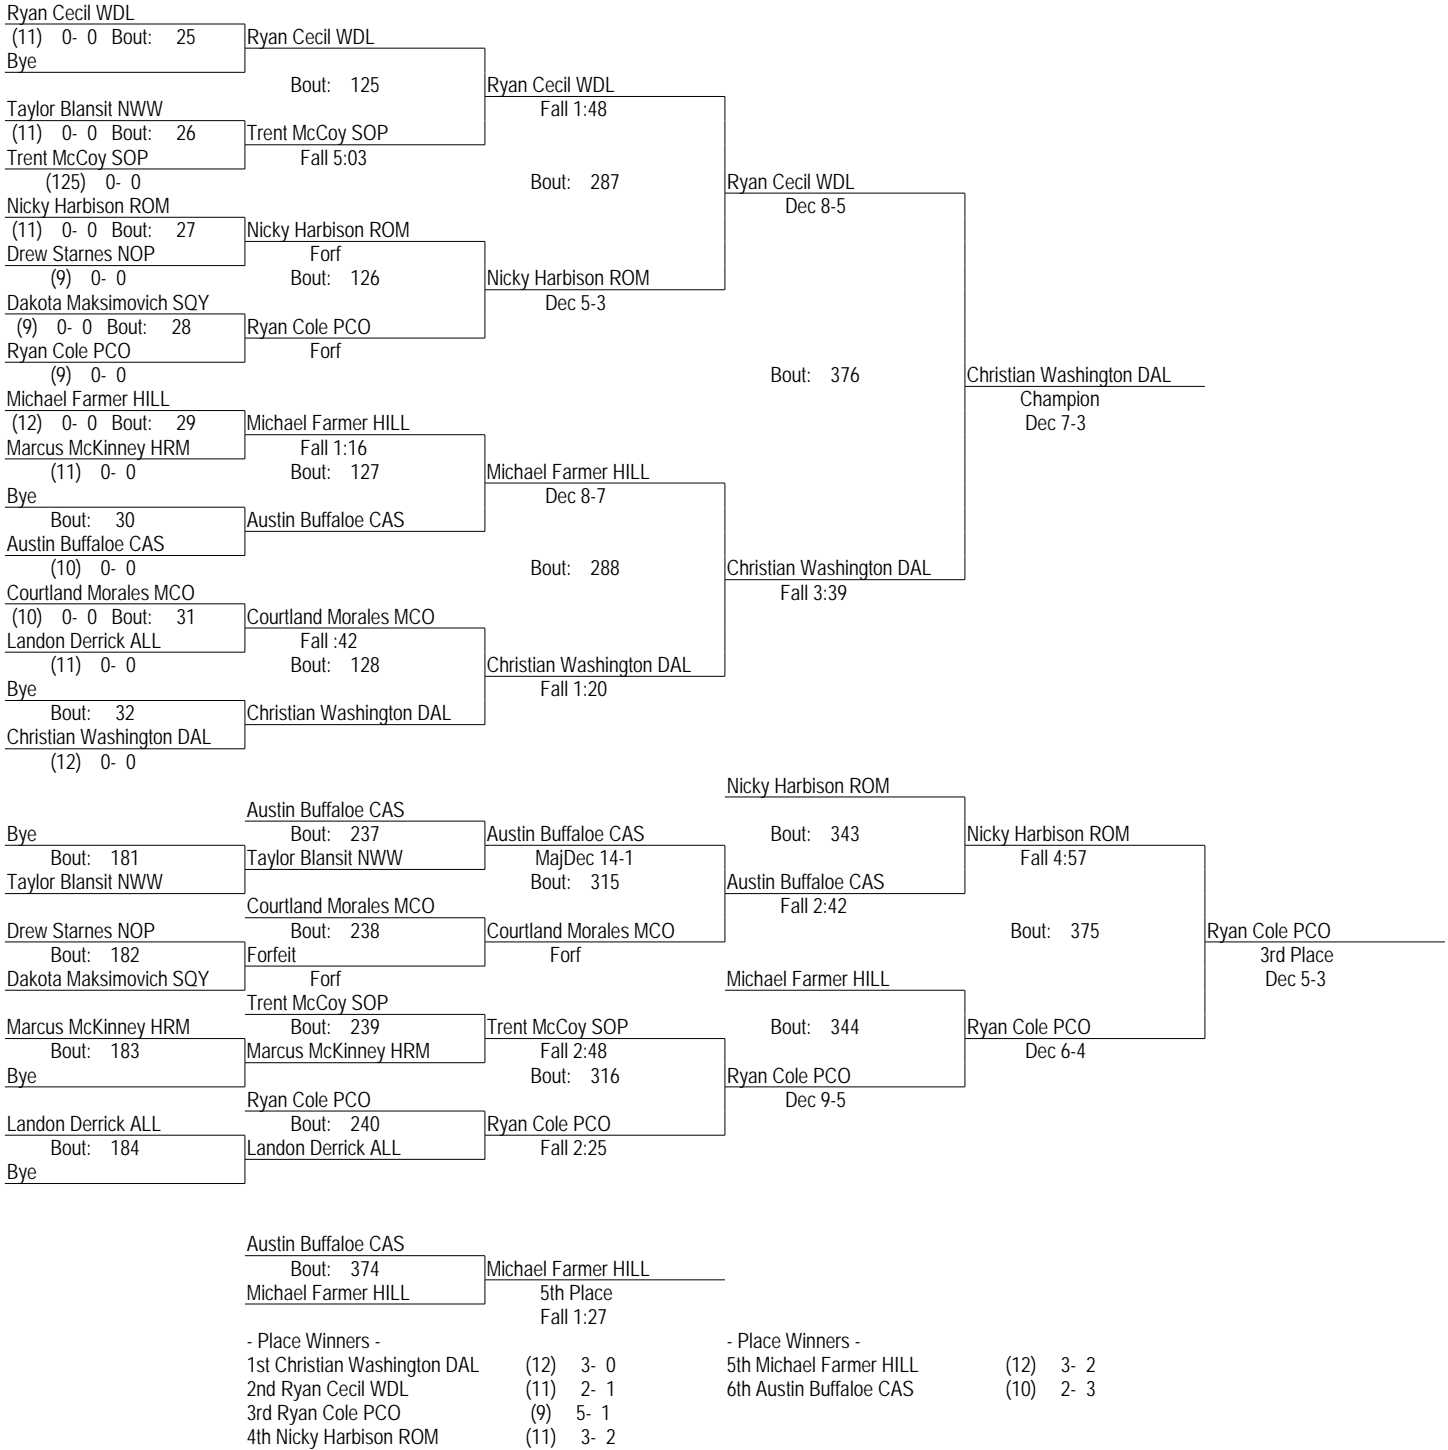 Ryan Cecil WDL
(11) 0- 0 Bout: 25 Ryan Cecil WDL
Bye
Bout: 125 Ryan Cecil WDL
Taylor Blansit NWW Fall 1:48
(11) 0- 0 Bout: 26 Trent McCoy SOP
Trent McCoy SOP Fall 5:03
(125) 0- 0 Bout: 287 Ryan Cecil WDL
Nicky Harbison ROM Dec 8-5
(11) 0- 0 Bout: 27 Nicky Harbison ROM
Drew Starnes NOP Forf
(9) 0- 0 Bout: 126 Nicky Harbison ROM
Dakota Maksimovich SQY Dec 5-3
(9) 0- 0 Bout: 28 Ryan Cole PCO
Ryan Cole PCO Forf
(9) 0- 0 Bout: 376 Christian Washington DAL
Michael Farmer HILL Champion
(12) 0- 0 Bout: 29 Michael Farmer HILL Dec 7-3
Marcus McKinney HRM Fall 1:16
(11) 0- 0 Bout: 127 Michael Farmer HILL
Bye Dec 8-7
Bout: 30 Austin Buffaloe CAS
Austin Buffaloe CAS
(10) 0- 0 Bout: 288 Christian Washington DAL
Courtland Morales MCO Fall 3:39
(10) 0- 0 Bout: 31 Courtland Morales MCO
Landon Derrick ALL Fall :42
(11) 0- 0 Bout: 128 Christian Washington DAL
Bye Fall 1:20
Bout: 32 Christian Washington DAL
Christian Washington DAL
(12) 0- 0
Nicky Harbison ROM
Austin Buffaloe CAS
Bye Bout: 237 Austin Buffaloe CAS Bout: 343 Nicky Harbison ROM
Bout: 181 Taylor Blansit NWW MajDec 14-1 Fall 4:57
Taylor Blansit NWW Bout: 315 Austin Buffaloe CAS
Courtland Morales MCO Fall 2:42
Drew Starnes NOP Bout: 238 Courtland Morales MCO Bout: 375 Ryan Cole PCO
Bout: 182 Forfeit Forf 3rd Place
Dakota Maksimovich SQY Forf Michael Farmer HILL Dec 5-3
Trent McCoy SOP
Marcus McKinney HRM Bout: 239 Trent McCoy SOP Bout: 344 Ryan Cole PCO
Bout: 183 Marcus McKinney HRM Fall 2:48 Dec 6-4
Bye Bout: 316 Ryan Cole PCO
Ryan Cole PCO Dec 9-5
Landon Derrick ALL Bout: 240 Ryan Cole PCO
Bout: 184 Landon Derrick ALL Fall 2:25
Bye
Austin Buffaloe CAS
Bout: 374 Michael Farmer HILL
Michael Farmer HILL 5th Place
Fall 1:27
- Place Winners - - Place Winners -
1st Christian Washington DAL (12) 3- 0 5th Michael Farmer HILL (12) 3- 2
2nd Ryan Cecil WDL (11) 2- 1 6th Austin Buffaloe CAS (10) 2- 3
3rd Ryan Cole PCO (9) 5- 1
4th Nicky Harbison ROM (11) 3- 2